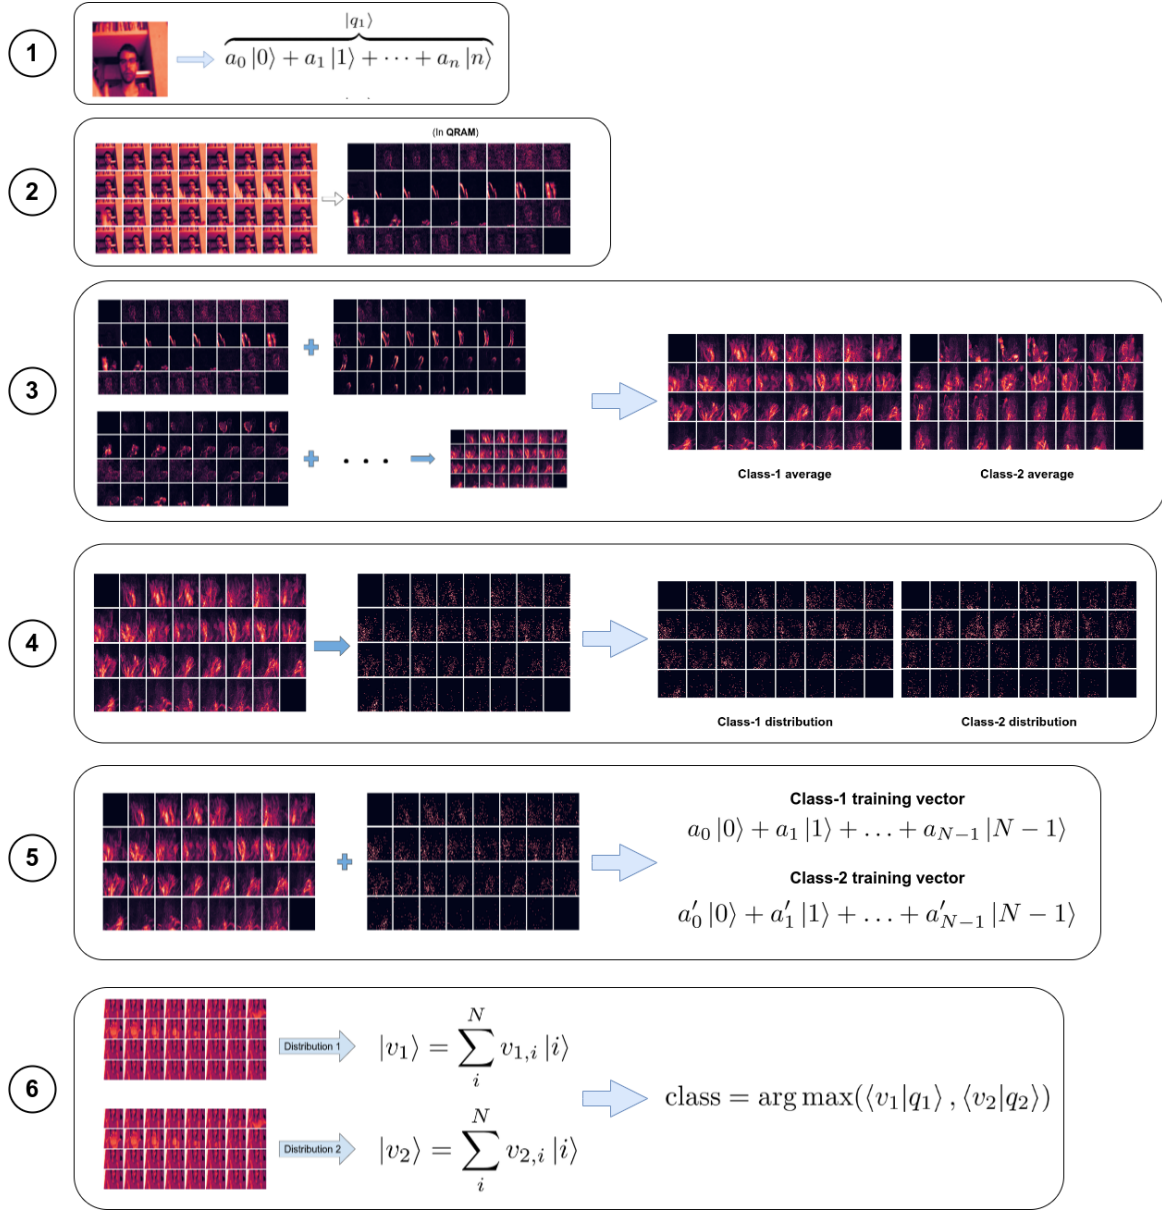 1
|q₁⟩
a₀ |0⟩ + a₁ |1⟩ + ⋯ + aₙ |n⟩
2
(In QRAM)
3
+
+
+ . . .
Class-1 average
Class-2 average
4
Class-1 distribution
Class-2 distribution
5
+
Class-1 training vector
a₀ |0⟩ + a₁ |1⟩ + … + a_{N−1} |N − 1⟩
Class-2 training vector
a′₀ |0⟩ + a′₁ |1⟩ + … + a′_{N−1} |N − 1⟩
6
Distribution 1
|v₁⟩ = ∑_i^N v_{1,i} |i⟩
Distribution 2
|v₂⟩ = ∑_i^N v_{2,i} |i⟩
class = arg max(⟨v₁|q₁⟩ , ⟨v₂|q₂⟩)